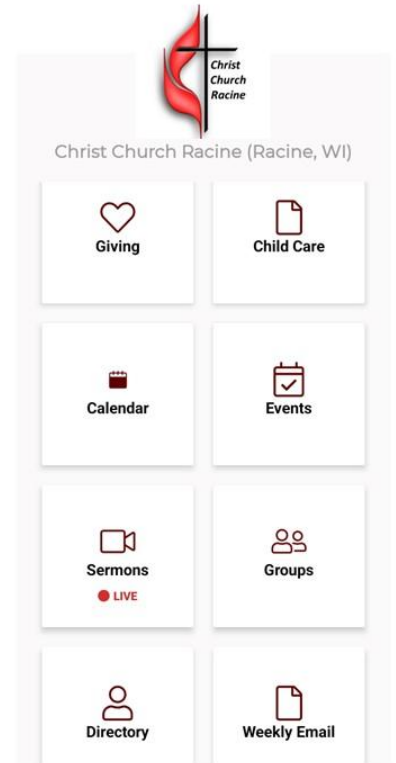 Christ
Church
Racine
Christ Church Racine (Racine, WI)
Giving
Child Care
Calendar
Events
Sermons
LIVE
Groups
Directory
Weekly Email